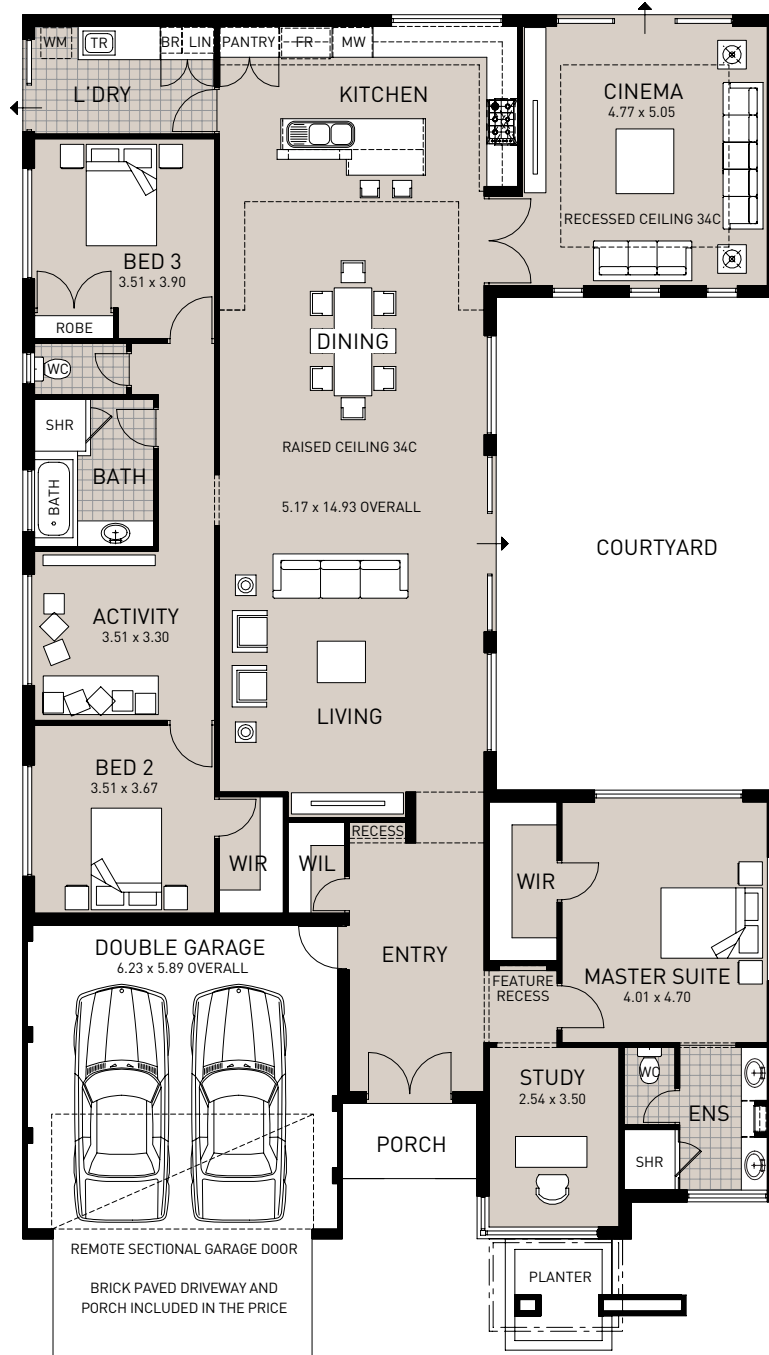 WM
TR
BR
LIN
PANTRY
FR
MW
L'DRY
KITCHEN
CINEMA
4.77 x 5.05
RECESSED CEILING 34C
BED 3
3.51 x 3.90
ROBE
WC
DINING
SHR
BATH
BATH
RAISED CEILING 34C
5.17 x 14.93 OVERALL
COURTYARD
ACTIVITY
3.51 x 3.30
LIVING
BED 2
3.51 x 3.67
WIR
WIL
RECESS
WIR
DOUBLE GARAGE
6.23 x 5.89 OVERALL
ENTRY
FEATURE
RECESS
MASTER SUITE
4.01 x 4.70
STUDY
2.54 x 3.50
WC
ENS
SHR
PORCH
REMOTE SECTIONAL GARAGE DOOR
BRICK PAVED DRIVEWAY AND
PORCH INCLUDED IN THE PRICE
PLANTER